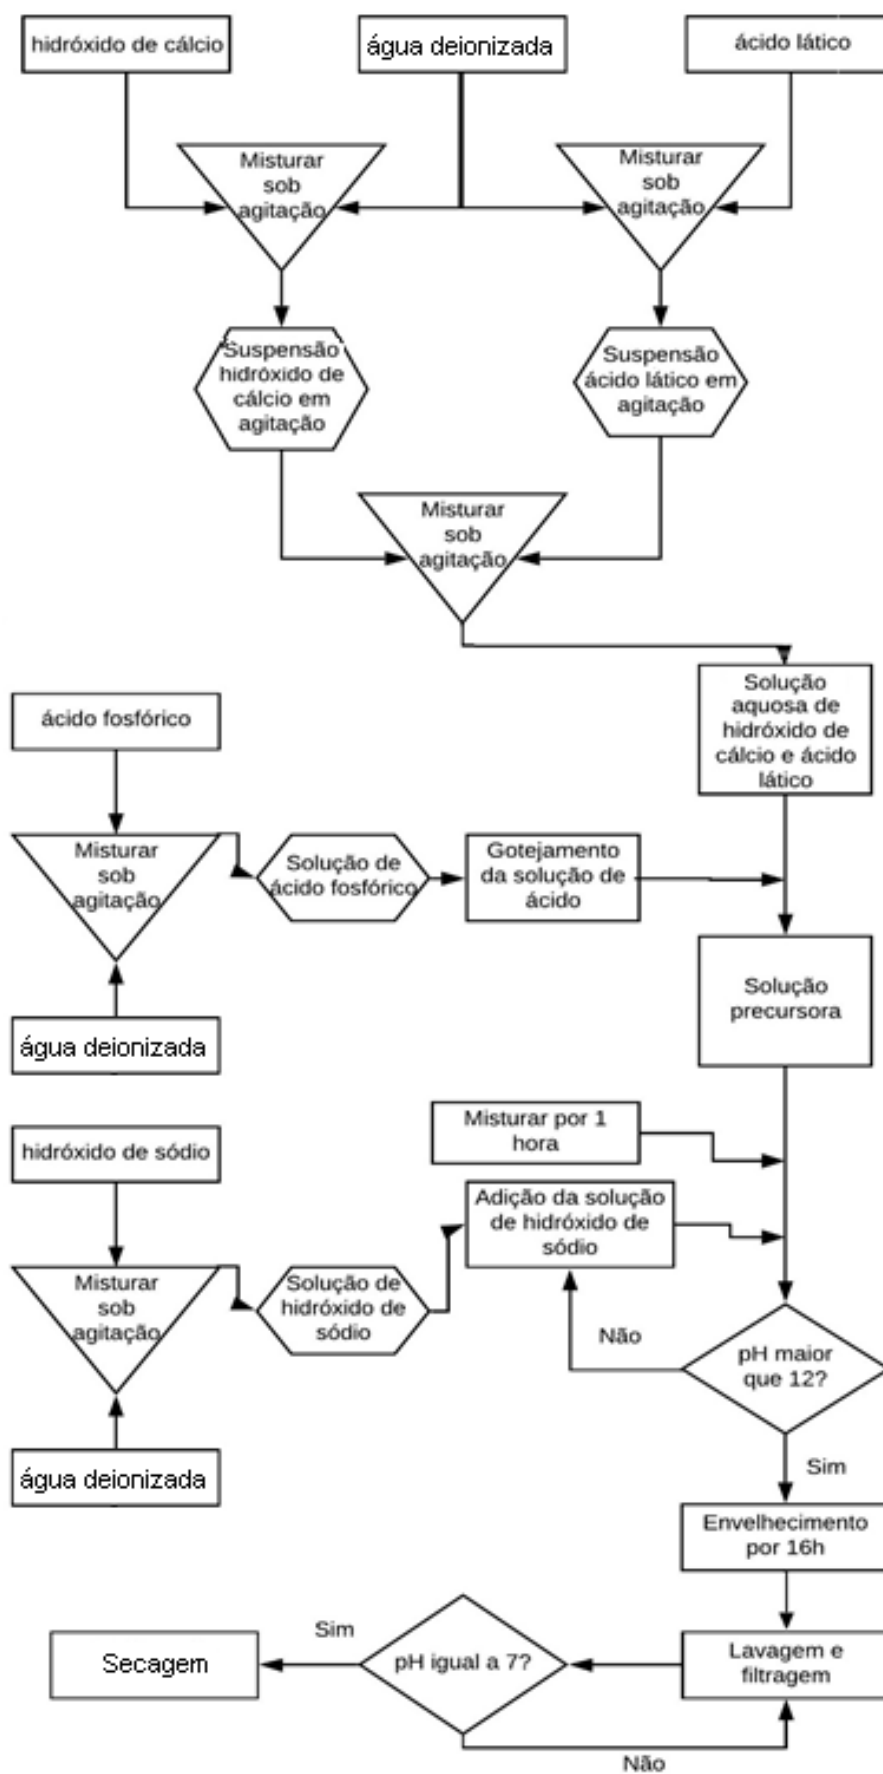 hidróxido de cálcio
água deionizada
ácido lático
Misturar
sob
agitação
Misturar
sob
agitação
Suspensão
hidróxido de
cálcio em
agitação
Suspensão
ácido lático em
agitação
Misturar
sob
agitação
Solução
aquosa de
hidróxido de
cálcio e ácido
lático
ácido fosfórico
Misturar
sob
agitação
Solução de
ácido fosfórico
Gotejamento
da solução de
ácido
água deionizada
Solução
precursora
Misturar por 1
hora
hidróxido de sódio
Adição da solução
de hidróxido de
sódio
Misturar
sob
agitação
Solução de
hidróxido de
sódio
Não
pH maior
que 12?
água deionizada
Sim
Envelhecimento
por 16h
Lavagem e
filtragem
pH igual a 7?
Sim
Secagem
Não